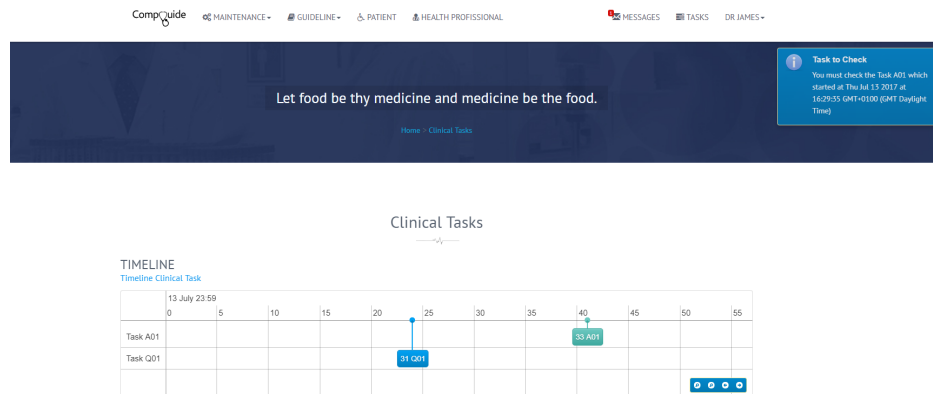 CompGuide MAINTENANCE GUIDELINE PATIENT HEALTH PROFISSIONAL MESSAGES TASKS DR JAMES
Task to Check
You must check the Task A01 which
started at Thu Jul 13 2017 at
16:29:35 GMT+0100 (GMT Daylight
Time)
Let food be thy medicine and medicine be the food.
Home > Clinical Tasks
Clinical Tasks
TIMELINE
Timeline Clinical Task
13 July 23:59
0 5 10 15 20 25 30 35 40 45 50 55
Task A01 33 A01
Task Q01 31 Q01